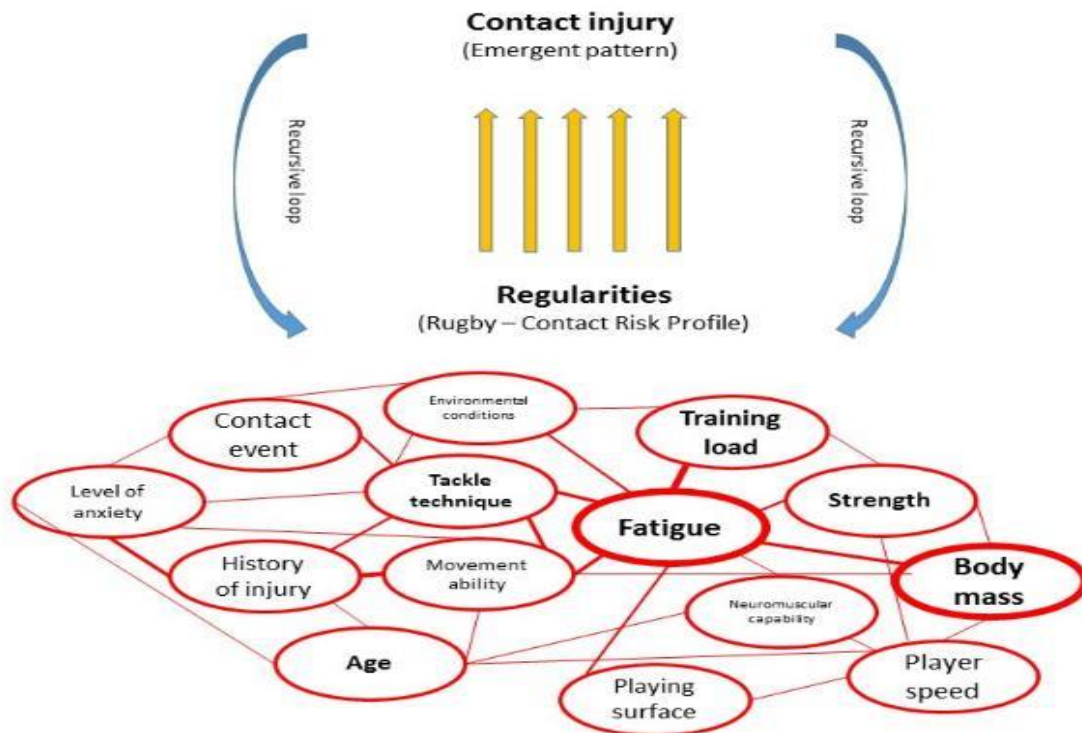 Contact injury
(Emergent pattern)
Recursive loop
Recursive loop
Regularities
(Rugby – Contact Risk Profile)
Environmental
conditions
Contact
event
Training
load
Level of
anxiety
Tackle
technique
Strength
Fatigue
History
of injury
Movement
ability
Body
mass
Neuromuscular
capability
Age
Player
speed
Playing
surface